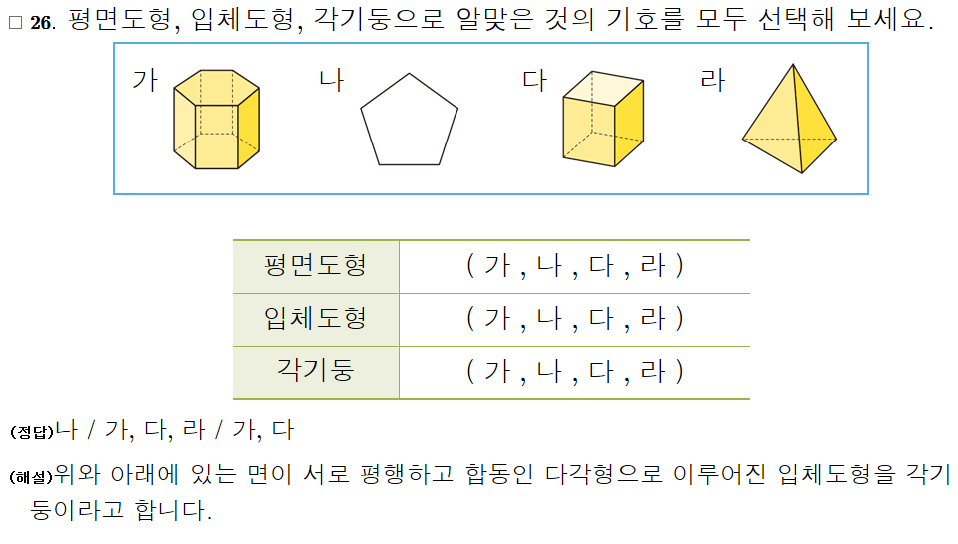 □ 26. 평면도형, 입체도형, 각기둥으로 알맞은 것의 기호를 모두 선택해 보세요.
가 나 다 라
평면도형 ( 가 , 나 , 다 , 라 )
입체도형 ( 가 , 나 , 다 , 라 )
각기둥 ( 가 , 나 , 다 , 라 )
(정답)나 / 가, 다, 라 / 가, 다
(해설)위와 아래에 있는 면이 서로 평행하고 합동인 다각형으로 이루어진 입체도형을 각기
둥이라고 합니다.